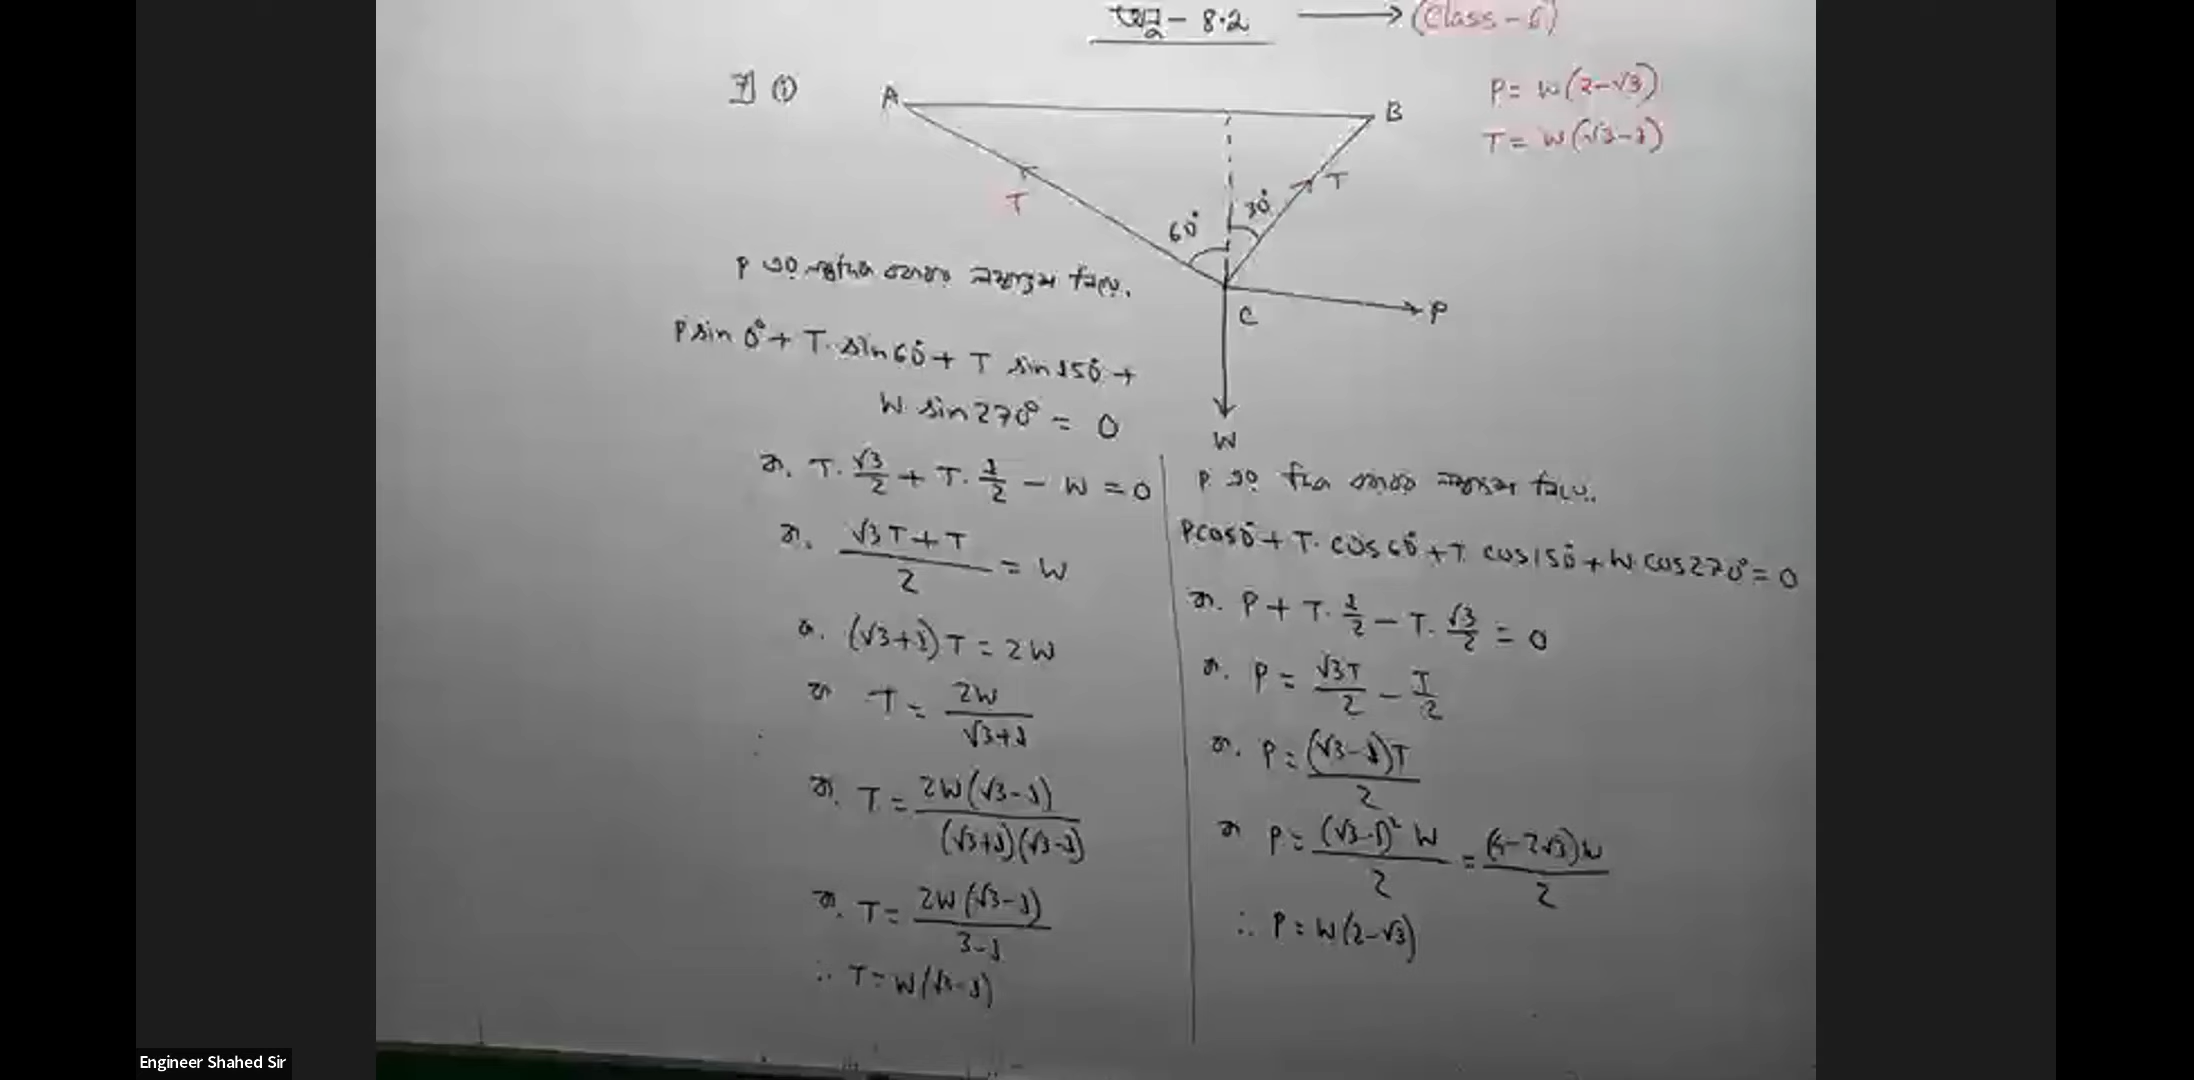 অনু - 8.2 → (Class - 6)
7 (i)
A
B
P = W(2-√3)
T = W(√3-1)
T
T
60°
30°
C
P
W
P এর লম্বদিক বরাবর লম্বাংশ নিয়ে,
P sin 0° + T. sin 60° + T sin 150° +
W. sin 270° = 0
বা, T. √3/2 + T. 1/2 - W = 0
বা, (√3T + T)/2 = W
বা, (√3+1)T = 2W
বা T = 2W/(√3+1)
বা, T = 2W(√3-1)/(√3+1)(√3-1)
বা, T = 2W(√3-1)/(3-1)
∴ T = W(√3-1)
P এর দিক বরাবর লম্বাংশ নিয়ে,
P cos 0° + T. cos 60° + T. cos 150° + W. cos 270° = 0
বা, P + T. 1/2 - T. √3/2 = 0
বা, P = √3T/2 - T/2
বা, P = (√3-1)T/2
বা P = (√3-1)² W/2 = (4-2√3)W/2
∴ P = W(2-√3)
Engineer Shahed Sir